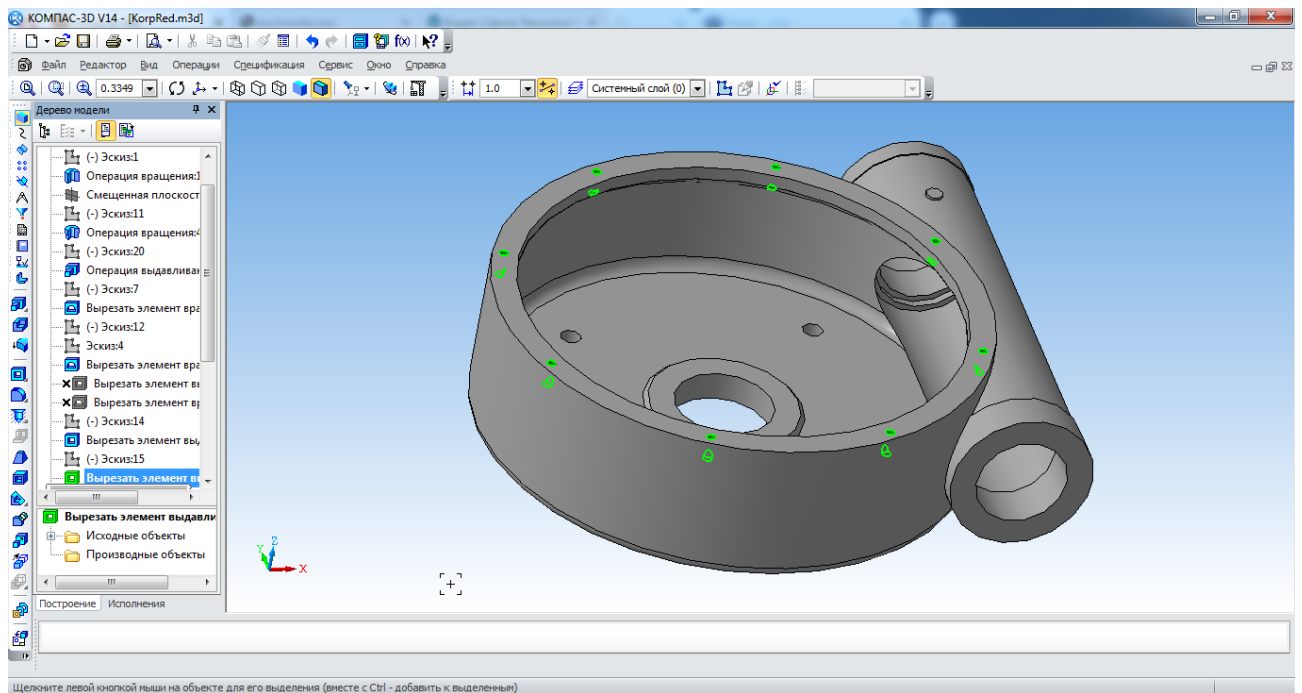 КОМПАС-3D V14 - [KorpRed.m3d]
Файл Редактор Вид Операции Спецификация Сервис Окно Справка
0.3349 1.0 Системный слой (0)
Дерево модели
(-) Эскиз:1
Операция вращения:1
Смещенная плоскост
(-) Эскиз:11
Операция вращения:4
(-) Эскиз:20
Операция выдавливан
(-) Эскиз:7
Вырезать элемент вра
(-) Эскиз:12
Эскиз:4
Вырезать элемент вра
Вырезать элемент вы
Вырезать элемент вр
(-) Эскиз:14
Вырезать элемент выд
(-) Эскиз:15
Вырезать элемент вы
Вырезать элемент выдавли
Исходные объекты
Производные объекты
Построение Исполнения
Z
Y
X
Щелкните левой кнопкой мыши на объекте для его выделения (вместе с Ctrl - добавить к выделенным)